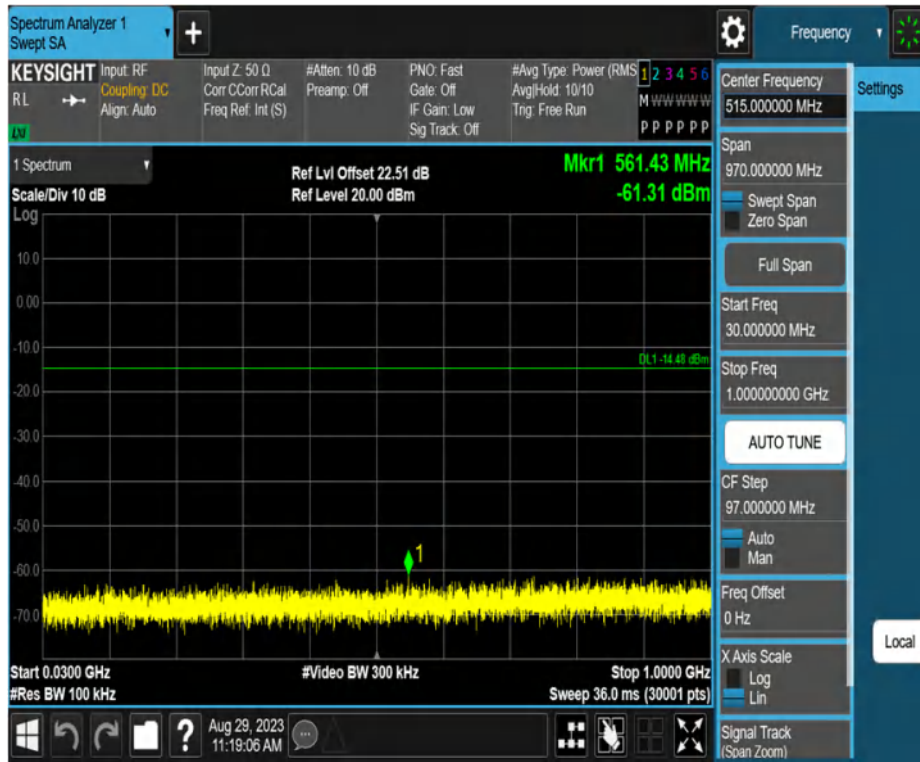 Spectrum Analyzer 1
Swept SA
Frequency
KEYSIGHT
RL
LXI
Input: RF
Coupling: DC
Align: Auto
Input Z: 50 Ω
Corr CCorr RCal
Freq Ref: Int (S)
#Atten: 10 dB
Preamp: Off
PNO: Fast
Gate: Off
IF Gain: Low
Sig Track: Off
#Avg Type: Power (RMS
Avg|Hold: 10/10
Trig: Free Run
1 2 3 4 5 6
M W W W W W
P P P P P P
Center Frequency
515.000000 MHz
Settings
Span
970.000000 MHz
Swept Span
Zero Span
Full Span
Start Freq
30.000000 MHz
Stop Freq
1.000000000 GHz
AUTO TUNE
CF Step
97.000000 MHz
Auto
Man
Freq Offset
0 Hz
X Axis Scale
Log
Lin
Signal Track
(Span Zoom)
Local
1 Spectrum
Scale/Div 10 dB
Log
Ref Lvl Offset 22.51 dB
Ref Level 20.00 dBm
Mkr1 561.43 MHz
-61.31 dBm
10.0
0.00
-10.0
DL1 -14.48 dBm
-20.0
-30.0
-40.0
-50.0
1
-60.0
-70.0
Start 0.0300 GHz
#Res BW 100 kHz
#Video BW 300 kHz
Stop 1.0000 GHz
Sweep 36.0 ms (30001 pts)
?
Aug 29, 2023
11:19:06 AM